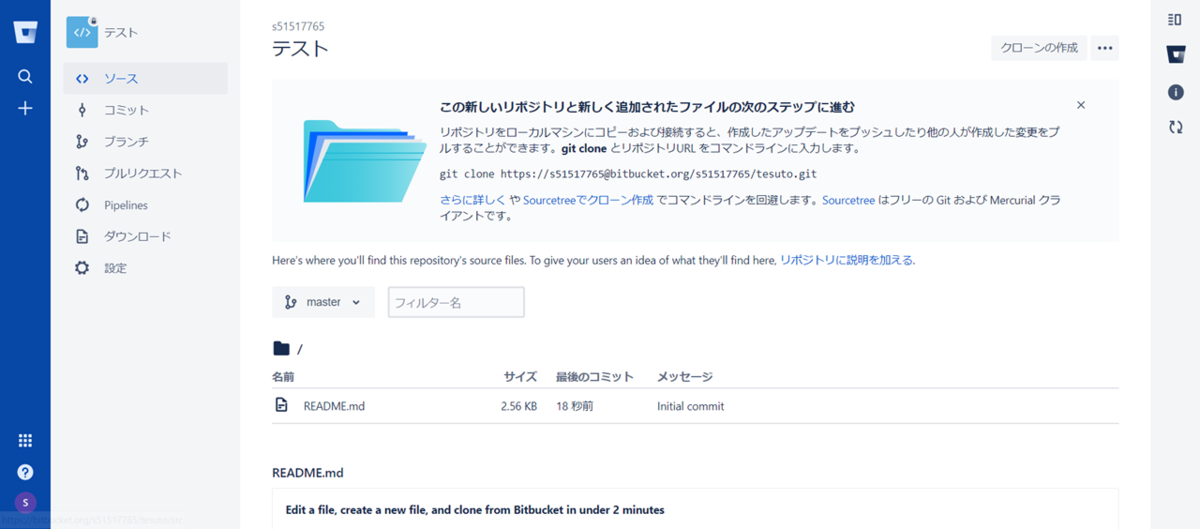 テスト
ソース
コミット
ブランチ
プルリクエスト
Pipelines
ダウンロード
設定
s51517765
テスト
クローンの作成
この新しいリポジトリと新しく追加されたファイルの次のステップに進む
リポジトリをローカルマシンにコピーおよび接続すると、作成したアップデートをプッシュしたり他の人が作成した変更をプ
ルすることができます。git clone とリポジトリURL をコマンドラインに入力します。
git clone https://s51517765@bitbucket.org/s51517765/tesuto.git
さらに詳しく や Sourcetreeでクローン作成 でコマンドラインを回避します。Sourcetree はフリーの Git および Mercurial クラ
イアントです。
Here's where you'll find this repository's source files. To give your users an idea of what they'll find here, リポジトリに説明を加える.
master
フィルター名
/
名前 サイズ 最後のコミット メッセージ
README.md 2.56 KB 18 秒前 Initial commit
README.md
Edit a file, create a new file, and clone from Bitbucket in under 2 minutes
S